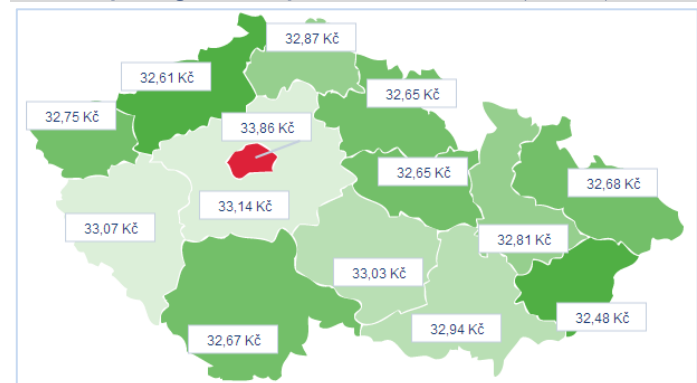 32,87 Kč
32,61 Kč
32,65 Kč
32,75 Kč
33,86 Kč
32,65 Kč
32,68 Kč
33,14 Kč
33,07 Kč
32,81 Kč
33,03 Kč
32,48 Kč
32,94 Kč
32,67 Kč